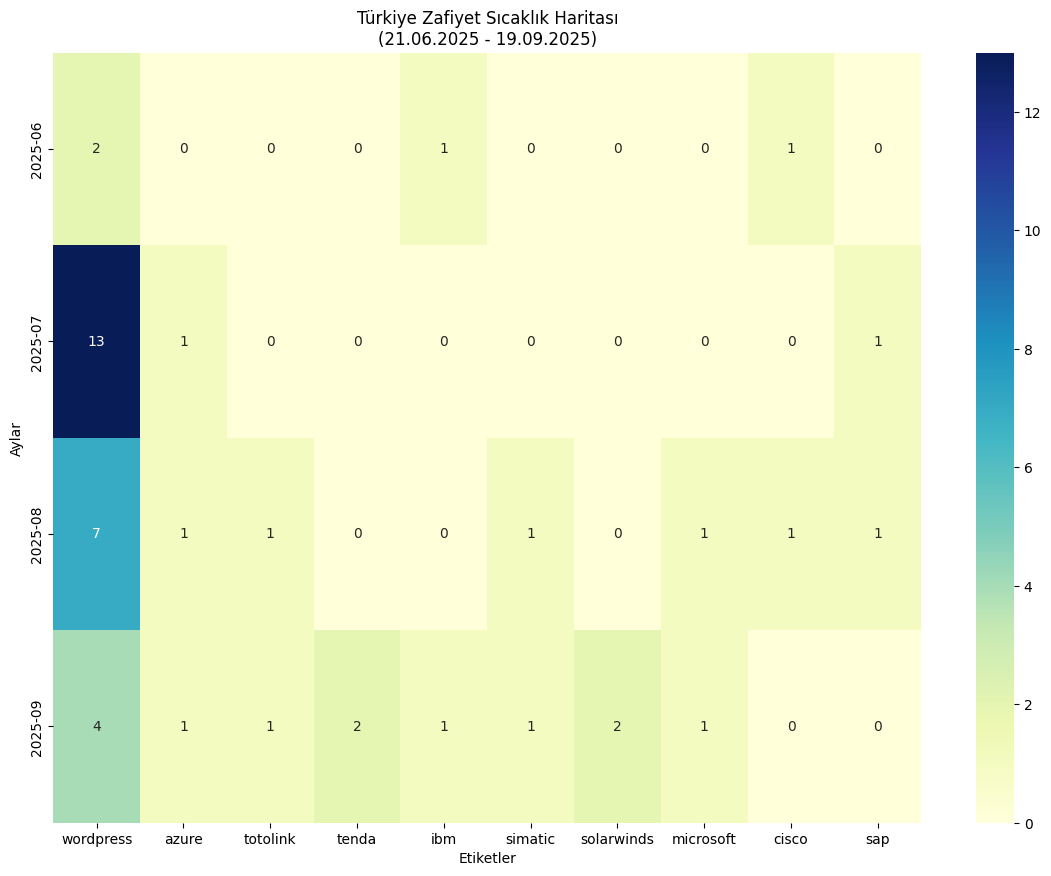 Türkiye Zafiyet Sıcaklık Haritası
(21.06.2025 - 19.09.2025)
Aylar
2025-06
2 0 0 0 1 0 0 0 1 0
2025-07
13 1 0 0 0 0 0 0 0 1
2025-08
7 1 1 0 0 1 0 1 1 1
2025-09
4 1 1 2 1 1 2 1 0 0
wordpress azure totolink tenda ibm simatic solarwinds microsoft cisco sap
Etiketler
12
10
8
6
4
2
0